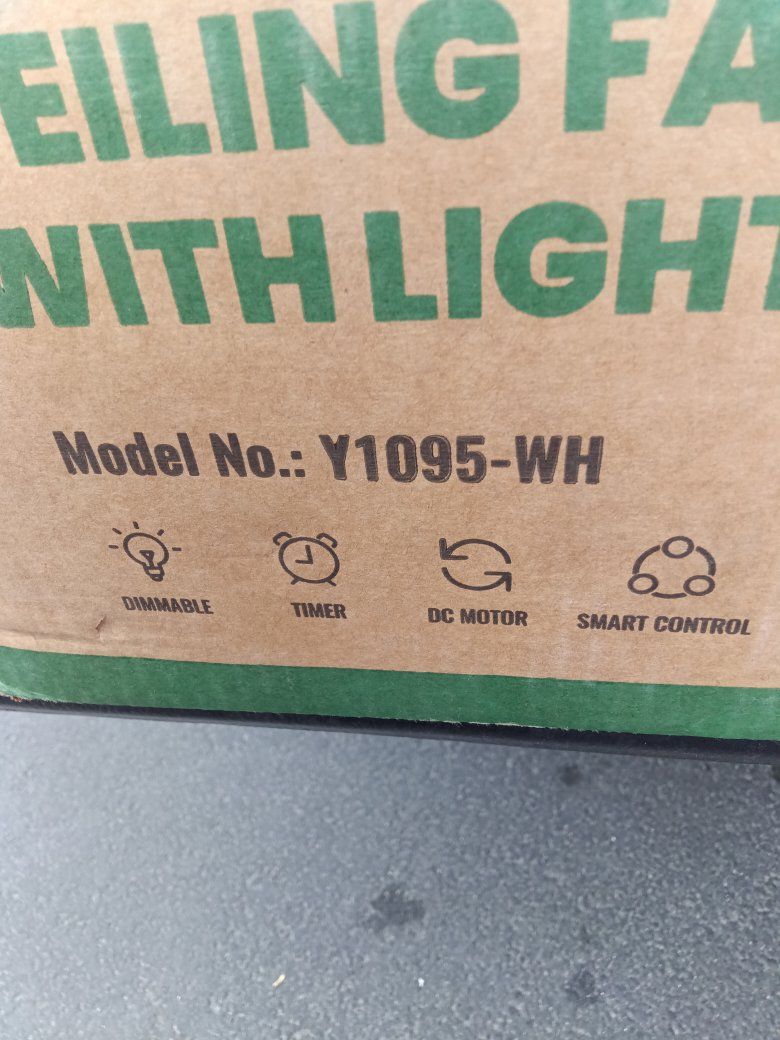 EILING FA
WITH LIGHT
Model No.: Y1095-WH
DIMMABLE TIMER DC MOTOR SMART CONTROL